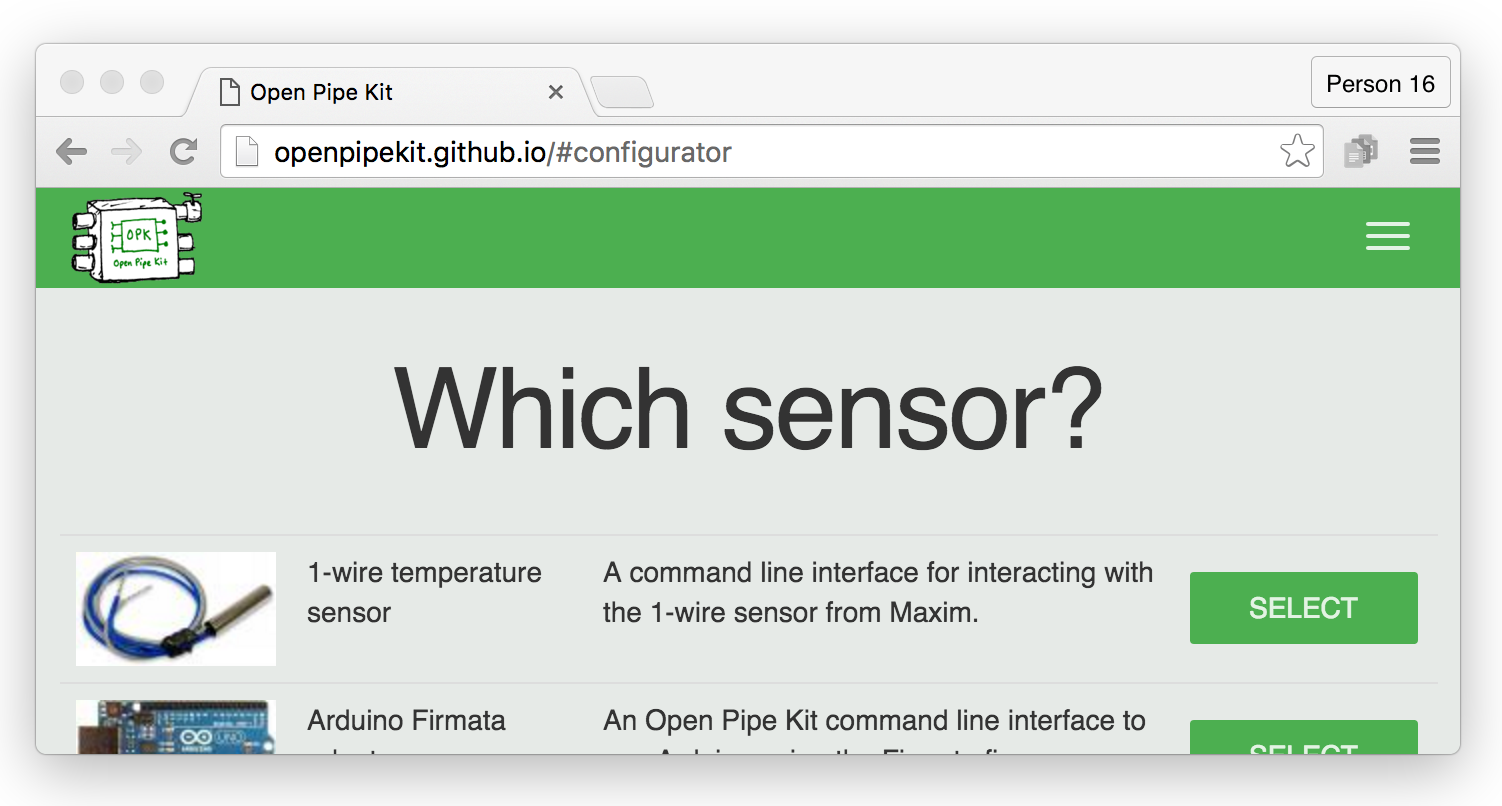 Open Pipe Kit
Person 16
openpipekit.github.io/#configurator
OPK
Open Pipe Kit
Which sensor?
1-wire temperature
sensor
A command line interface for interacting with
the 1-wire sensor from Maxim.
SELECT
UNO
Arduino Firmata
An Open Pipe Kit command line interface to
SELECT